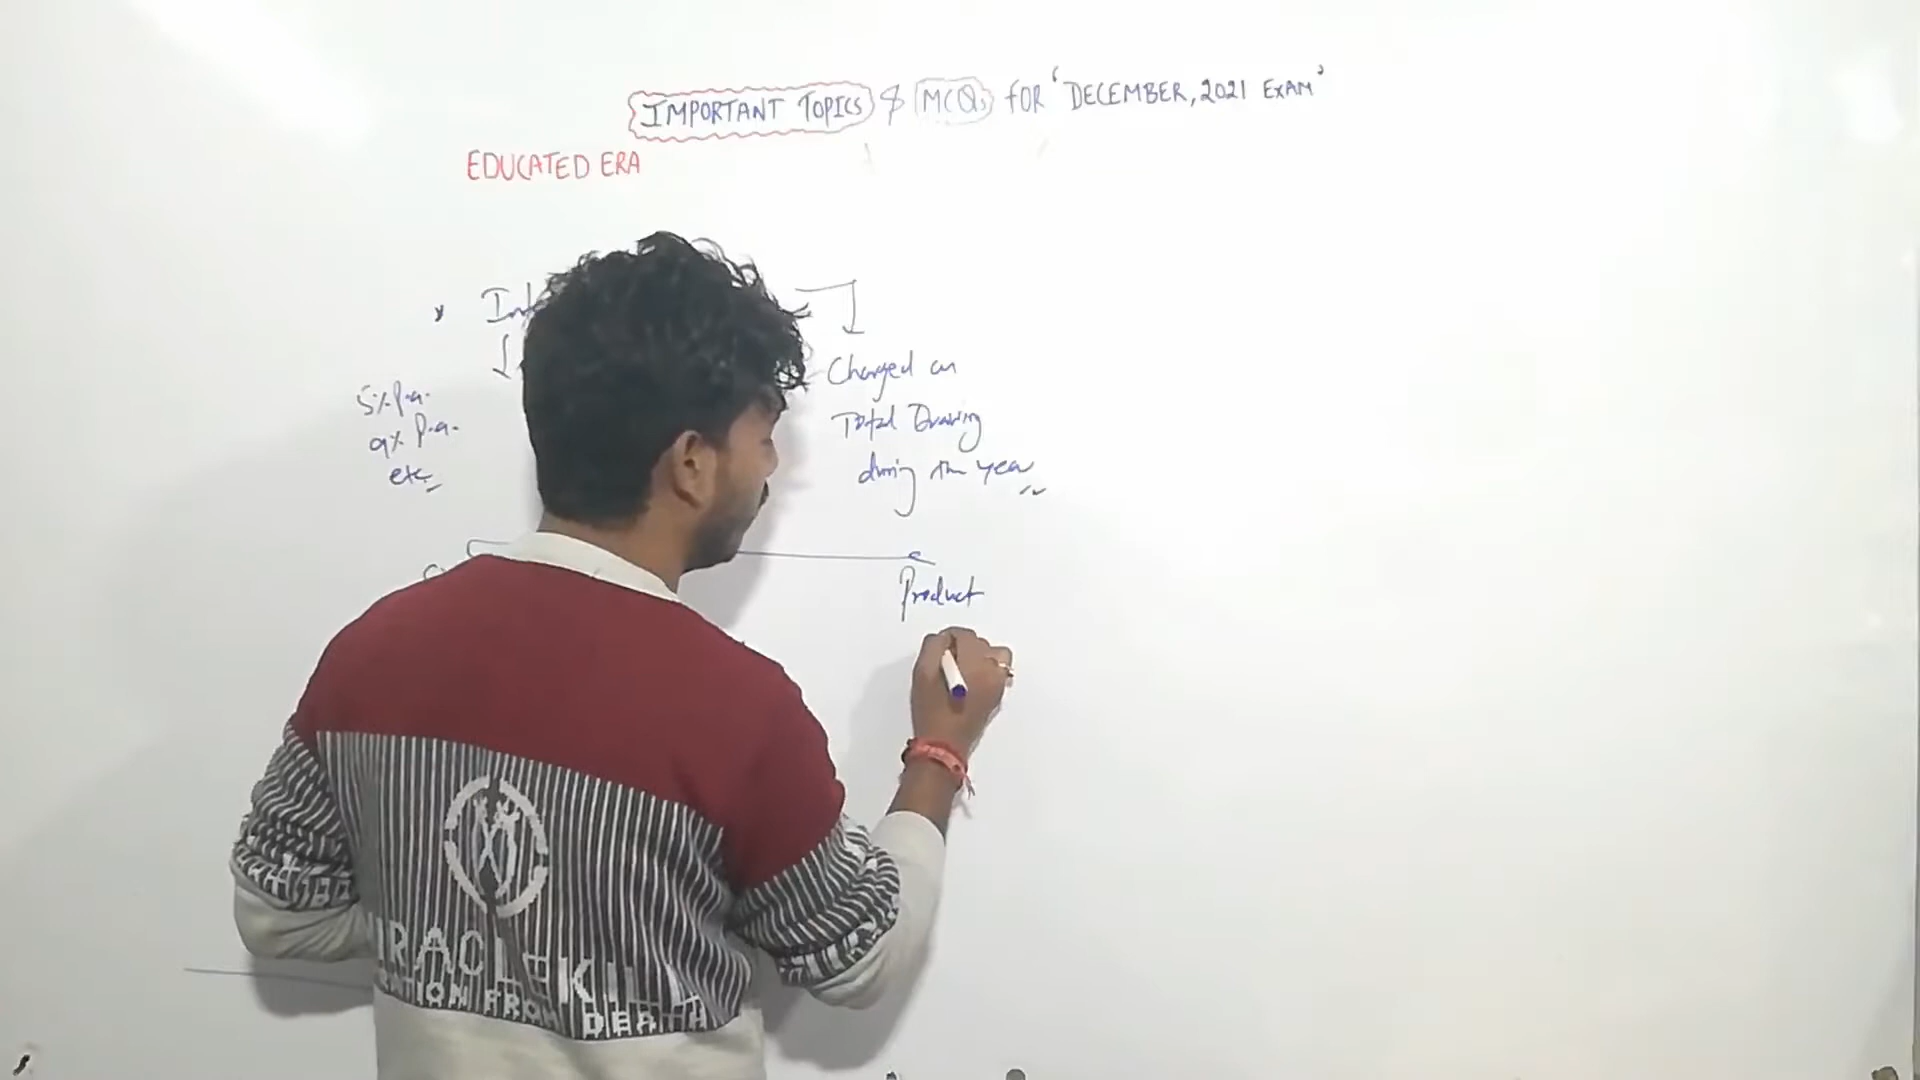 IMPORTANT TOPICS & MCQs FOR 'DECEMBER, 2021 EXAM'
EDUCATED ERA
Charged on
Total Drawing
during the year
5% P.a.
9% P.a.
etc
Product
DEATH